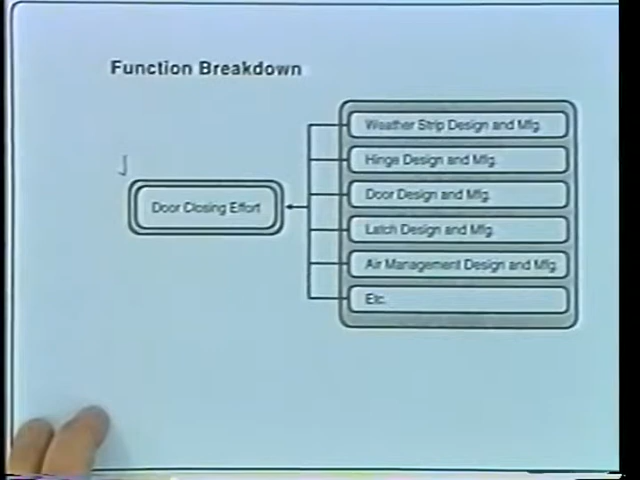 Function Breakdown
Door Closing Effort
Weather Strip Design and Mfg.
Hinge Design and Mfg.
Door Design and Mfg.
Latch Design and Mfg.
Air Management Design and Mfg.
Etc.